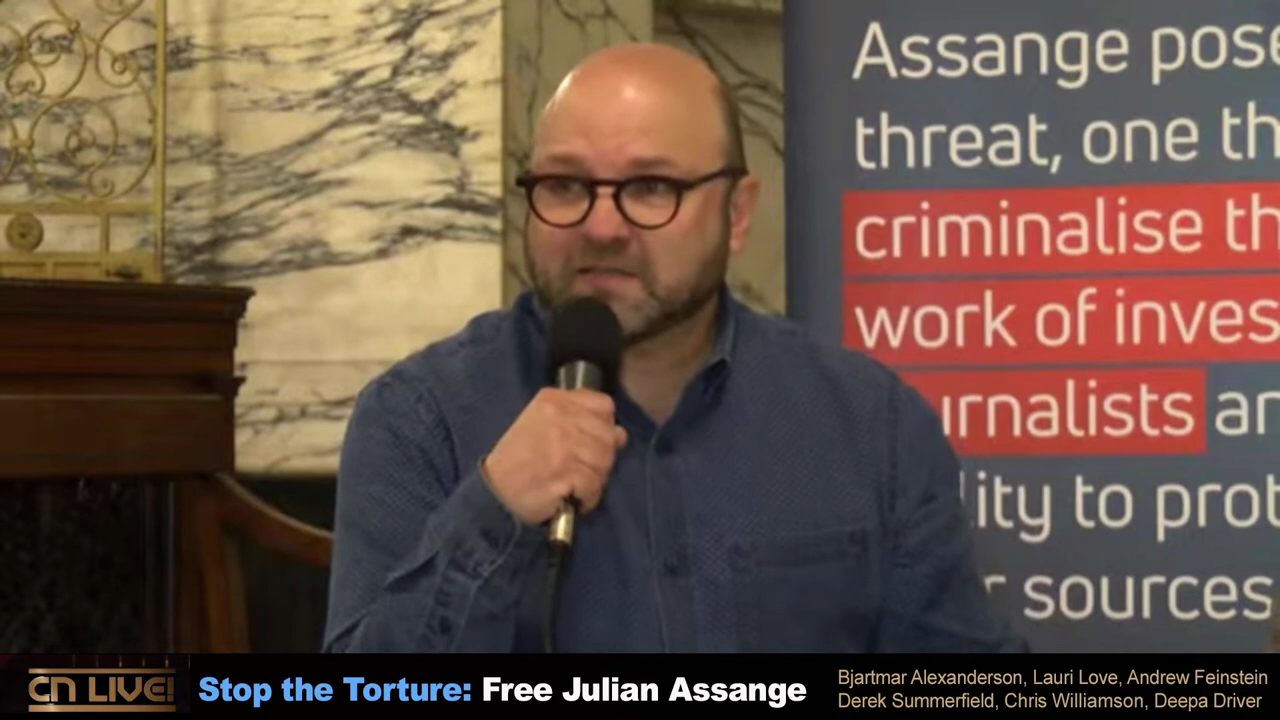 Assange pose
threat, one th
criminalise th
work of inves
urnalists an
lity to prot
r sources
CN LIVE!
Stop the Torture: Free Julian Assange
Bjartmar Alexanderson, Lauri Love, Andrew Feinstein
Derek Summerfield, Chris Williamson, Deepa Driver